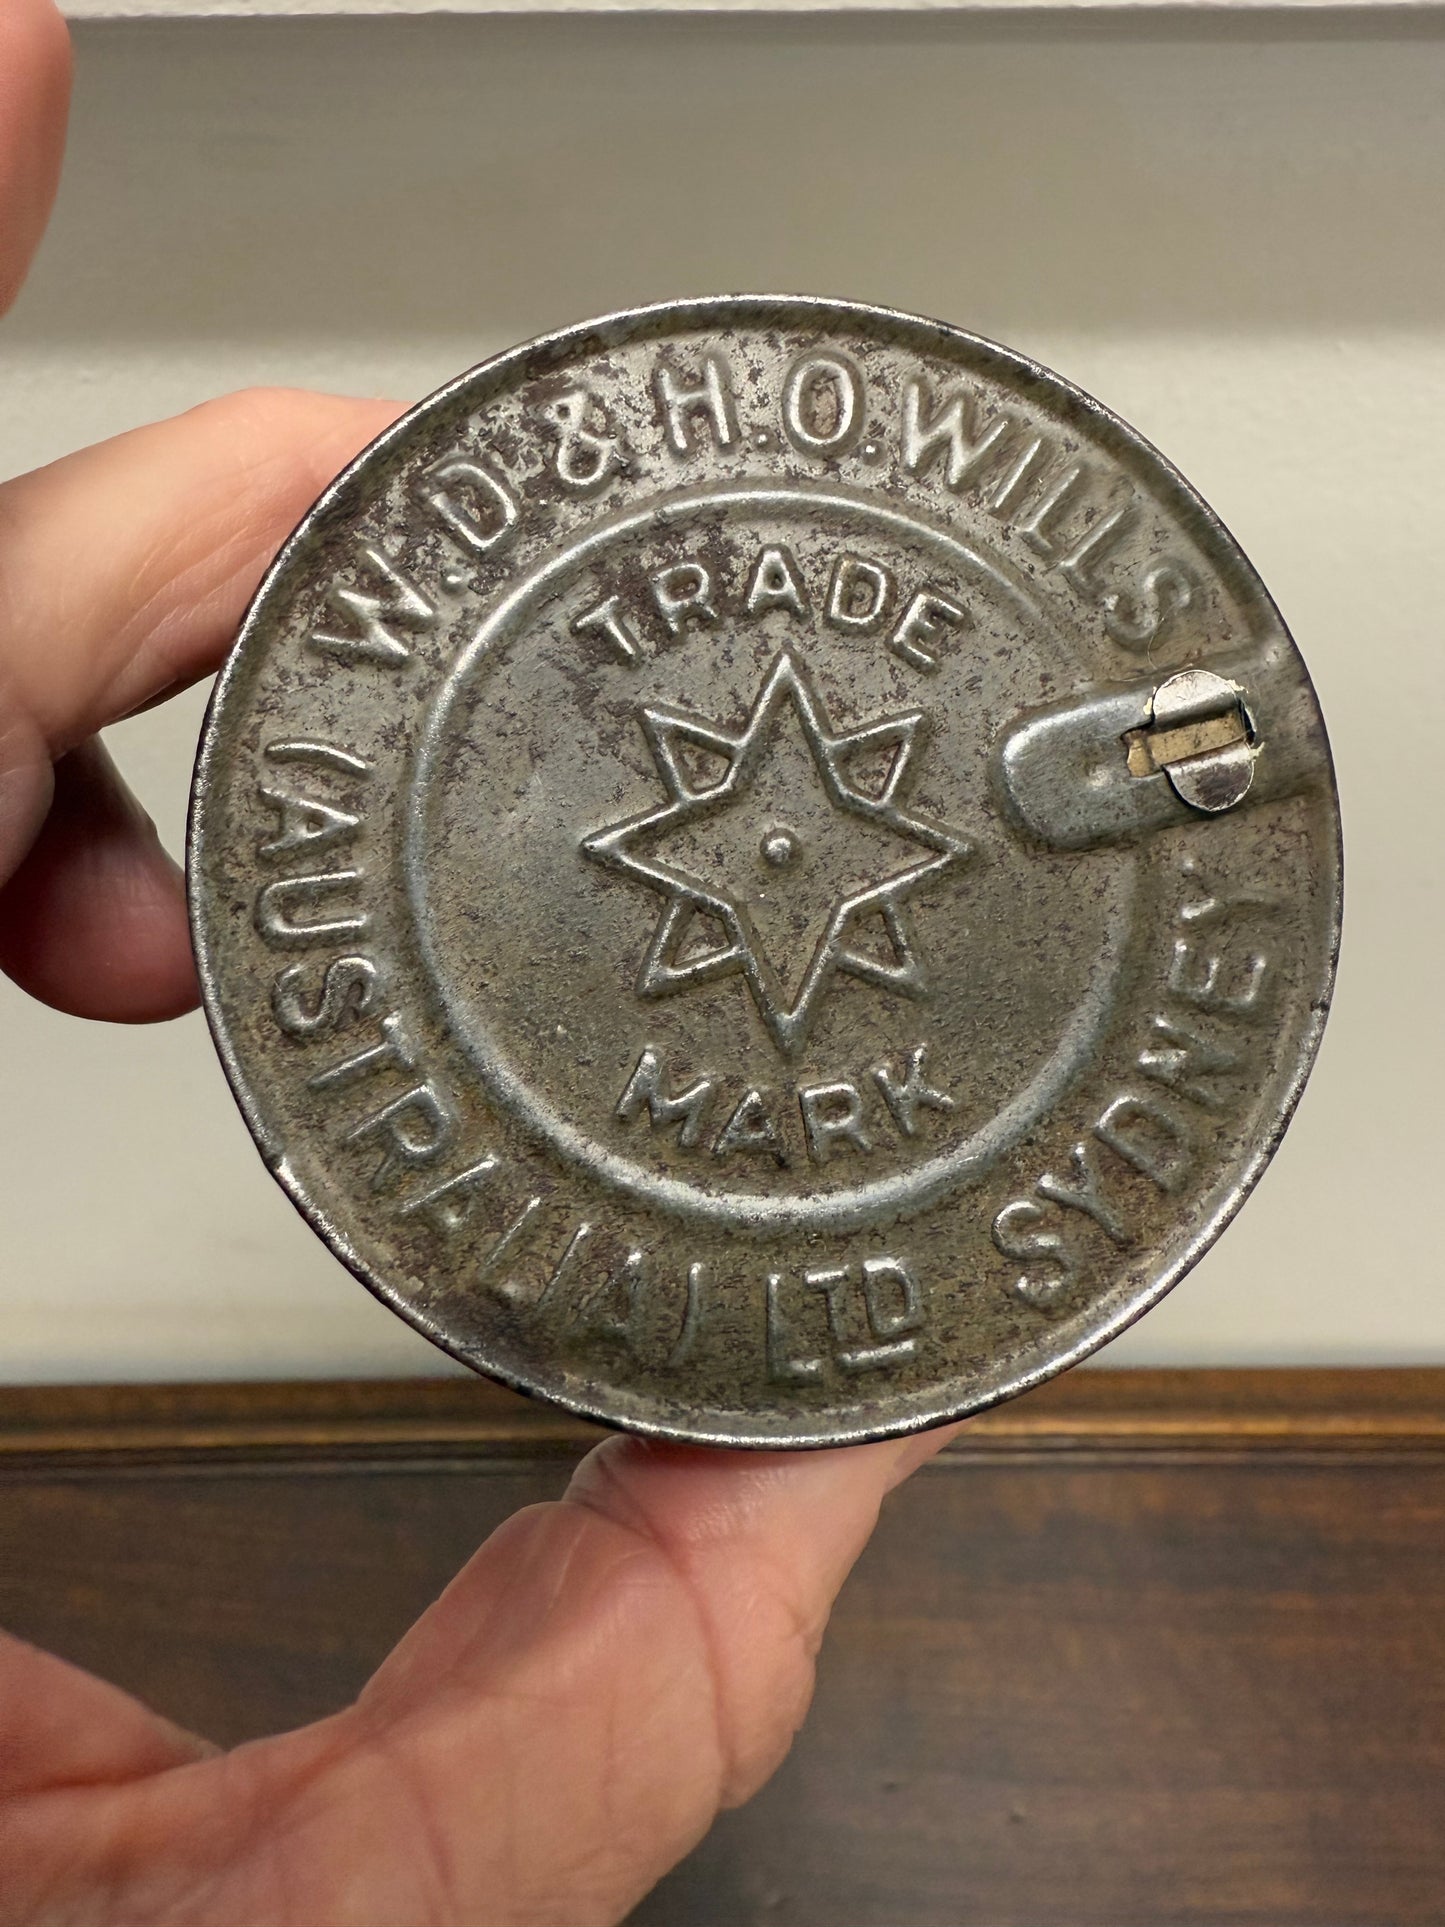 W.D. & H.O. WILLS
(AUSTRALIA) LTD SYDNEY
TRADE
MARK